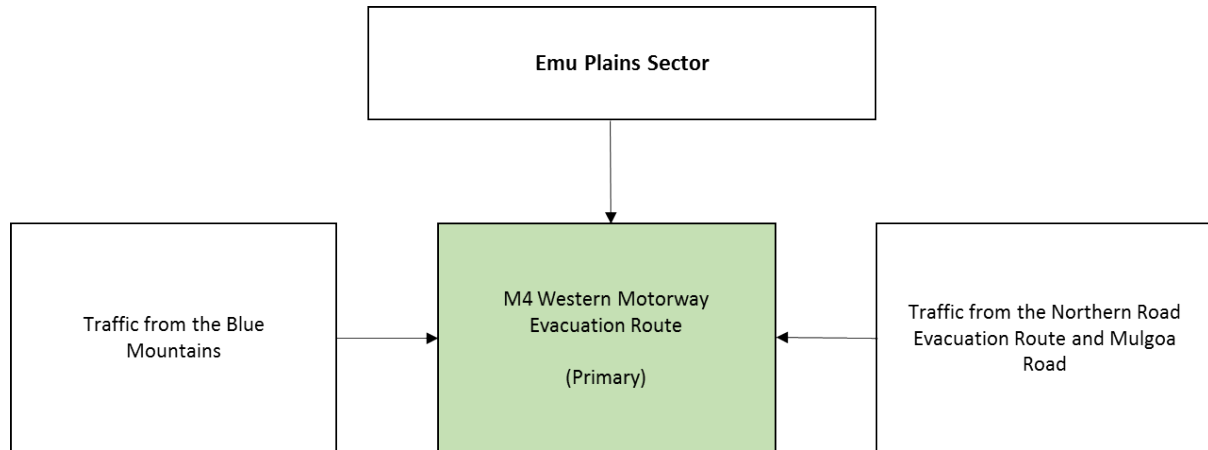 Emu Plains Sector
Traffic from the Blue
Mountains
M4 Western Motorway
Evacuation Route
(Primary)
Traffic from the Northern Road
Evacuation Route and Mulgoa
Road